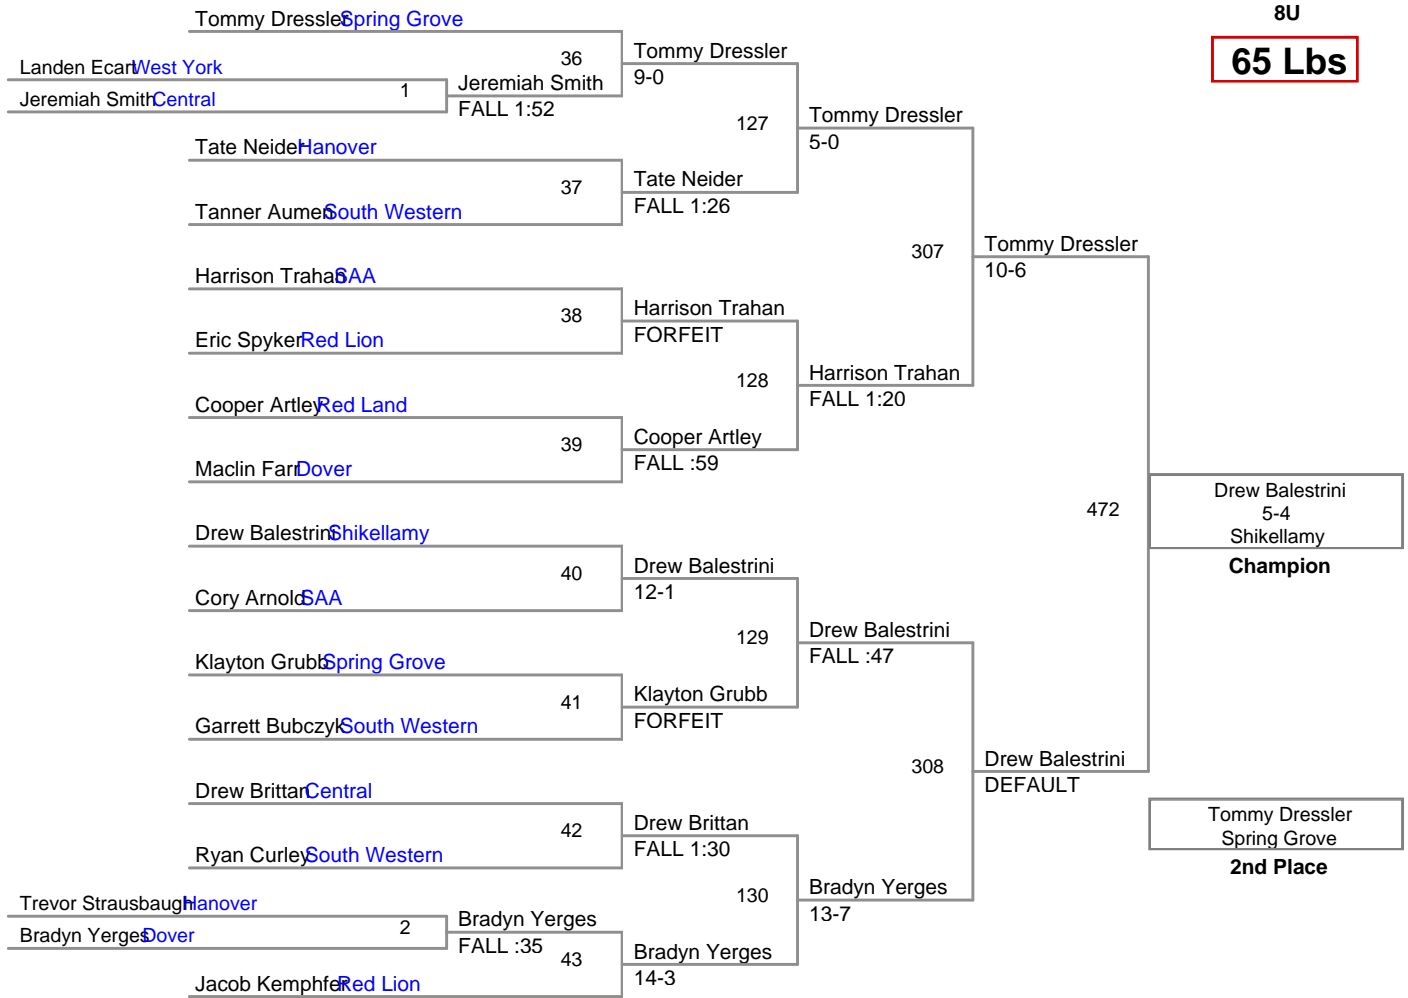 8U
65 Lbs
Tommy Dressler Spring Grove
Landen Ecart West York
Jeremiah Smith Central
1
Jeremiah Smith
FALL 1:52
36
Tommy Dressler
9-0
Tate Neider Hanover
Tanner Aumen South Western
37
Tate Neider
FALL 1:26
127
Tommy Dressler
5-0
Harrison Trahan SAA
Eric Spyker Red Lion
38
Harrison Trahan
FORFEIT
Cooper Artley Red Land
Maclin Farr Dover
39
Cooper Artley
FALL :59
128
Harrison Trahan
FALL 1:20
307
Tommy Dressler
10-6
Drew Balestrini Shikellamy
Cory Arnold SAA
40
Drew Balestrini
12-1
Klayton Grubb Spring Grove
Garrett Bubczyk South Western
41
Klayton Grubb
FORFEIT
129
Drew Balestrini
FALL :47
Drew Brittan Central
Ryan Curley South Western
42
Drew Brittan
FALL 1:30
Trevor Strausbaugh Hanover
Bradyn Yerges Dover
2
Bradyn Yerges
FALL :35
Jacob Kemphfer Red Lion
43
Bradyn Yerges
14-3
130
Bradyn Yerges
13-7
308
Drew Balestrini
DEFAULT
472
Drew Balestrini
5-4
Shikellamy
Champion
Tommy Dressler
Spring Grove
2nd Place